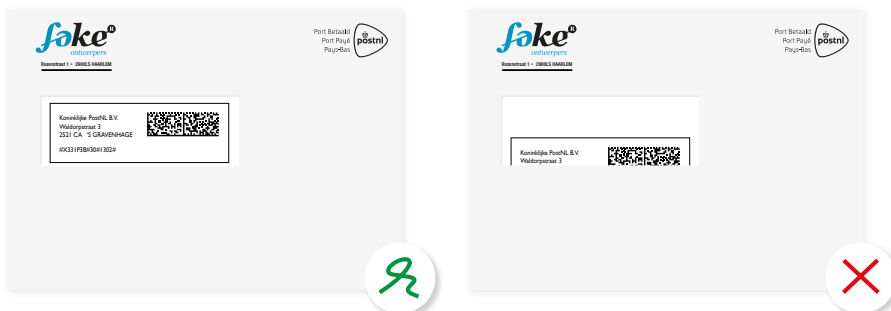 fake R
ontwerpers
Rozenstraat 1 • 2900LS HAARLEM
Port Betaald
Port Payé
Pays-Bas
postnl
Koninklijke PostNL B.V.
Waldorpstraat 3
2521 CA 'S GRAVENHAGE
#X331P3B#30#1302#
fake R
ontwerpers
Rozenstraat 1 • 2900LS HAARLEM
Port Betaald
Port Payé
Pays-Bas
postnl
Koninklijke PostNL B.V.
Waldorpstraat 3